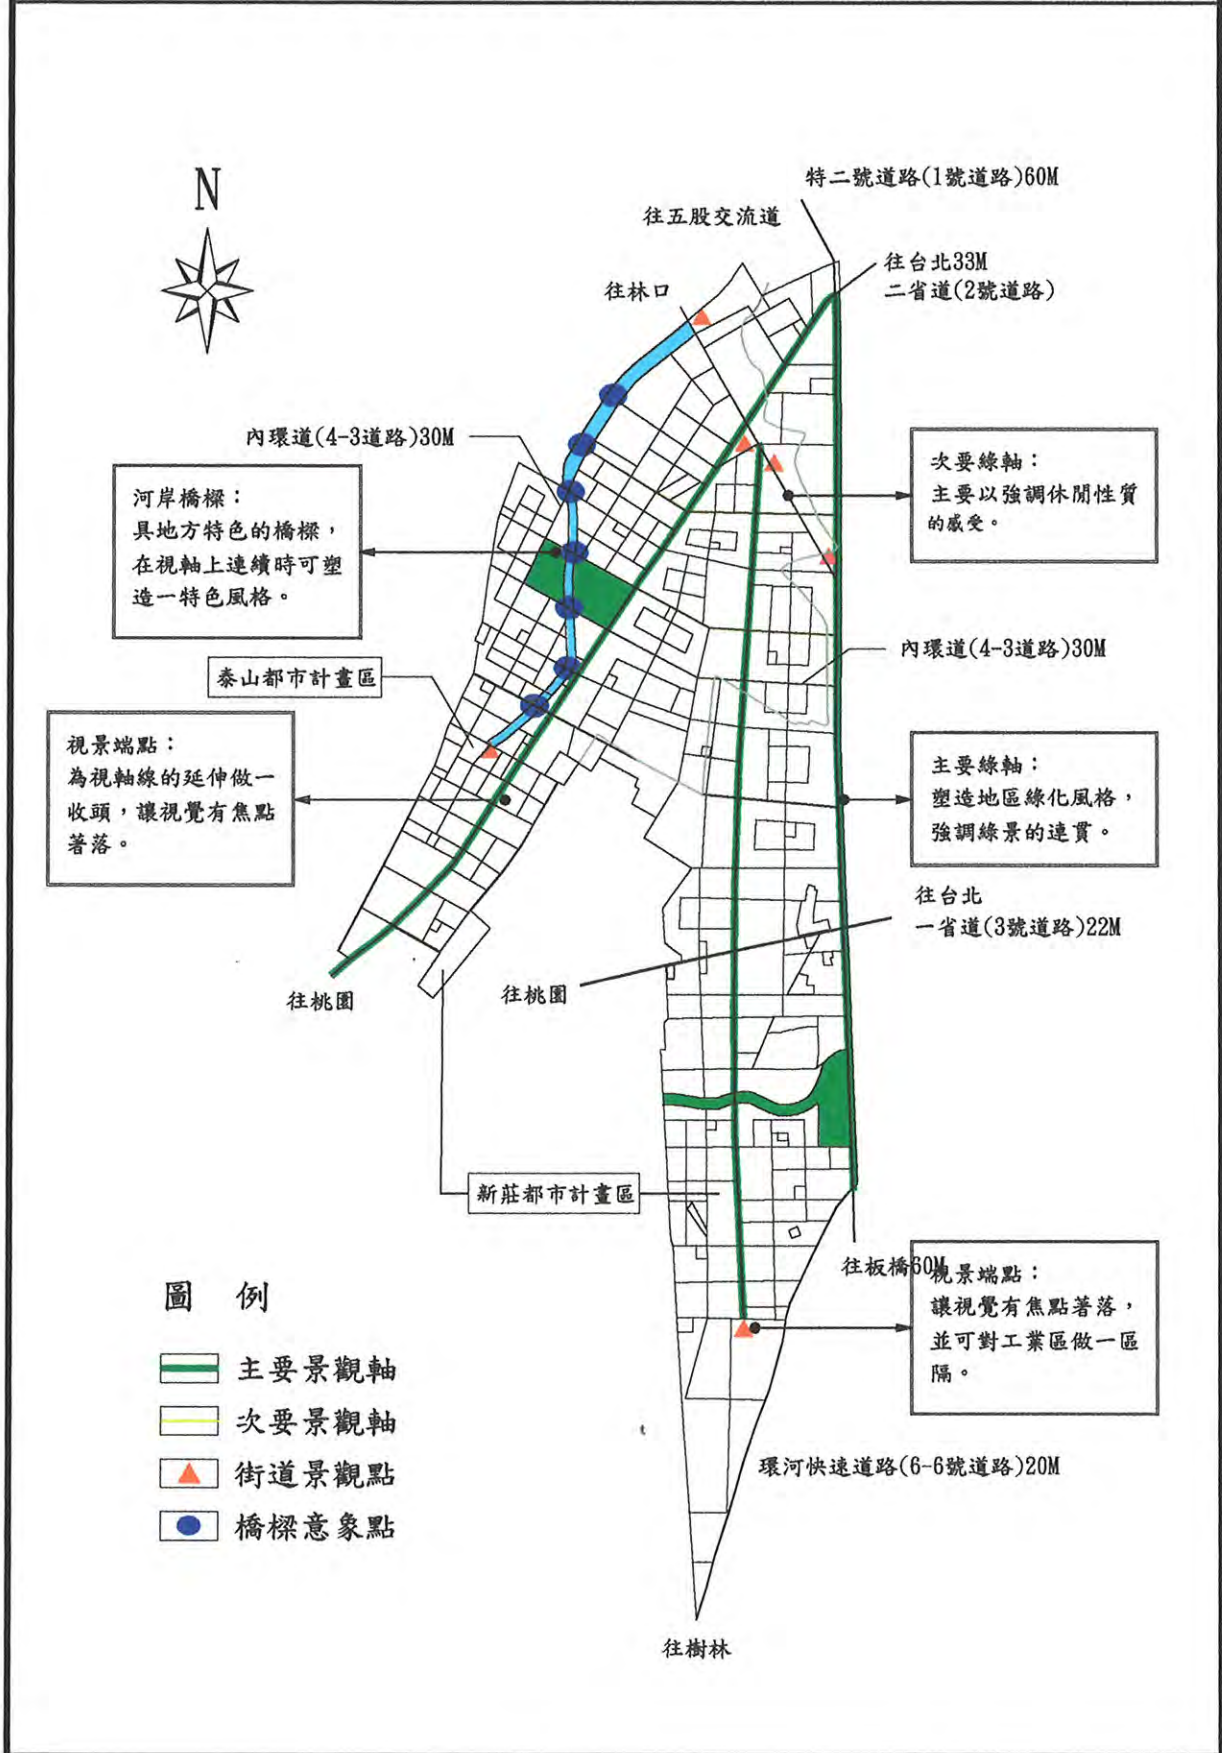 N
特二號道路(1號道路)60M
往五股交流道
往台北33M
二省道(2號道路)
往林口
內環道(4-3道路)30M
河岸橋樑：
具地方特色的橋樑，
在視軸上連續時可塑
造一特色風格。
次要綠軸：
主要以強調休閒性質
的感受。
內環道(4-3道路)30M
泰山都市計畫區
視景端點：
為視軸線的延伸做一
收頭，讓視覺有焦點
著落。
主要綠軸：
塑造地區綠化風格，
強調綠景的連貫。
往台北
一省道(3號道路)22M
往桃園
往桃園
新莊都市計畫區
往板橋60M
視景端點：
讓視覺有焦點著落，
並可對工業區做一區
隔。
圖 例
主要景觀軸
次要景觀軸
街道景觀點
橋樑意象點
環河快速道路(6-6號道路)20M
往樹林